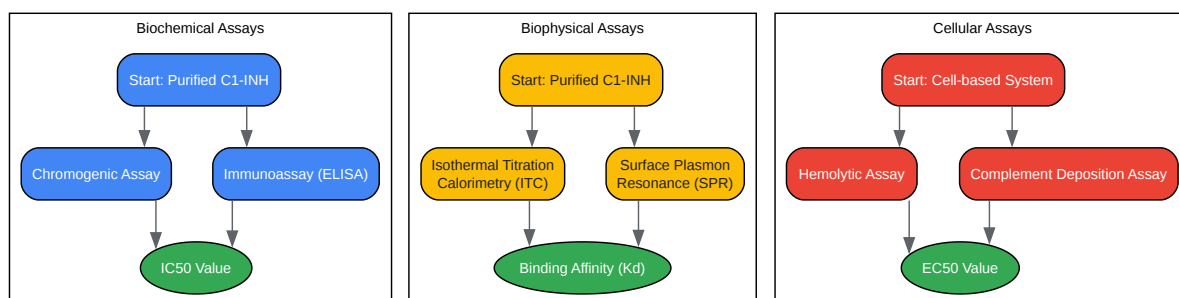 Biochemical Assays
Start: Purified C1-INH
Chromogenic Assay
Immunoassay (ELISA)
IC50 Value
Biophysical Assays
Start: Purified C1-INH
Isothermal Titration
Calorimetry (ITC)
Surface Plasmon
Resonance (SPR)
Binding Affinity (Kd)
Cellular Assays
Start: Cell-based System
Hemolytic Assay
Complement Deposition Assay
EC50 Value